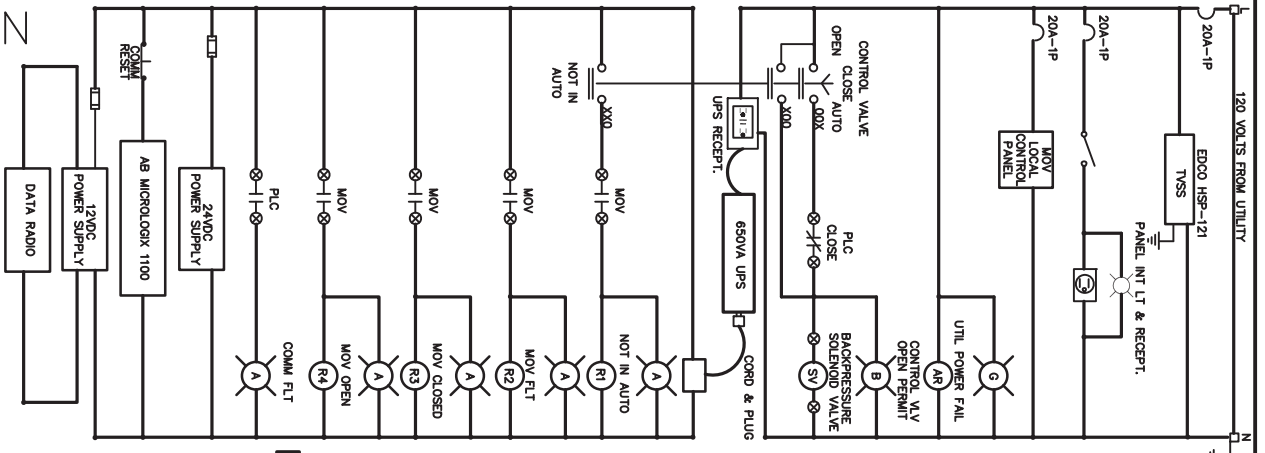 120 VOLTS FROM UTILITY
L
N
20A-1P
EDCO HSP-121
TVSS
20A-1P
PANEL INT LT & RECEPT.
20A-1P
MOV
LOCAL
CONTROL
PANEL
G
UTIL POWER FAIL
AR
CONTROL VALVE
OPEN CLOSE AUTO
OOX
XOO
PLC
CLOSE
B
CONTROL VLV
OPEN PERMIT
SV
BACKPRESSURE
SOLENOID VALVE
UPS RECEPT.
650VA UPS
CORD & PLUG
NOT IN
AUTO
XXO
MOV
A
NOT IN AUTO
R1
MOV
A
MOV FLT
R2
MOV
A
MOV CLOSED
R3
MOV
A
MOV OPEN
R4
PLC
A
COMM FLT
24VDC
POWER SUPPLY
COMM
RESET
AB MICROLOGIX 1100
12VDC
POWER SUPPLY
DATA RADIO
Z